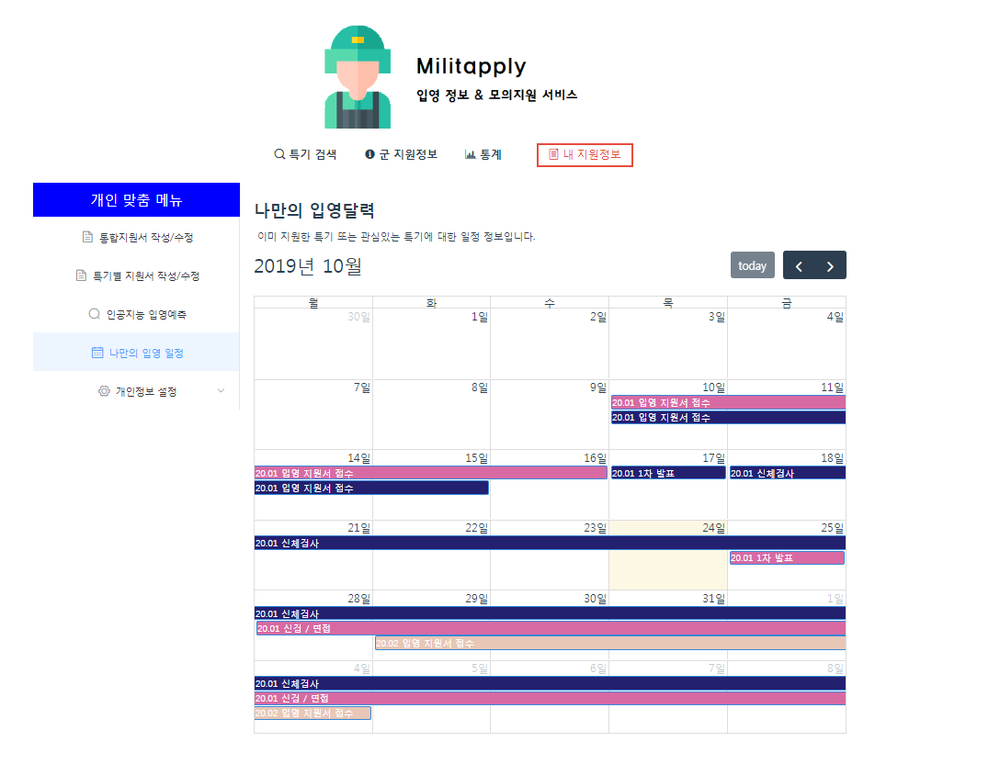 Militapply
입영 정보 & 모의지원 서비스
특기 검색 군 지원정보 통계 내 지원정보
개인 맞춤 메뉴
통합지원서 작성/수정
특기별 지원서 작성/수정
인공지능 입영예측
나만의 입영 일정
개인정보 설정
나만의 입영달력
이미 지원한 특기 또는 관심있는 특기에 대한 일정 정보입니다.
2019년 10월
today
월 화 수 목 금
30일 1일 2일 3일 4일
7일 8일 9일 10일 11일
20.01 입영 지원서 접수
20.01 입영 지원서 접수
14일 15일 16일 17일 18일
20.01 입영 지원서 접수 20.01 1차 발표 20.01 신체검사
20.01 입영 지원서 접수
21일 22일 23일 24일 25일
20.01 신체검사
20.01 1차 발표
28일 29일 30일 31일 1일
20.01 신체검사
20.01 신검 / 면접
20.02 입영 지원서 접수
4일 5일 6일 7일 8일
20.01 신체검사
20.01 신검 / 면접
20.02 입영 지원서 접수